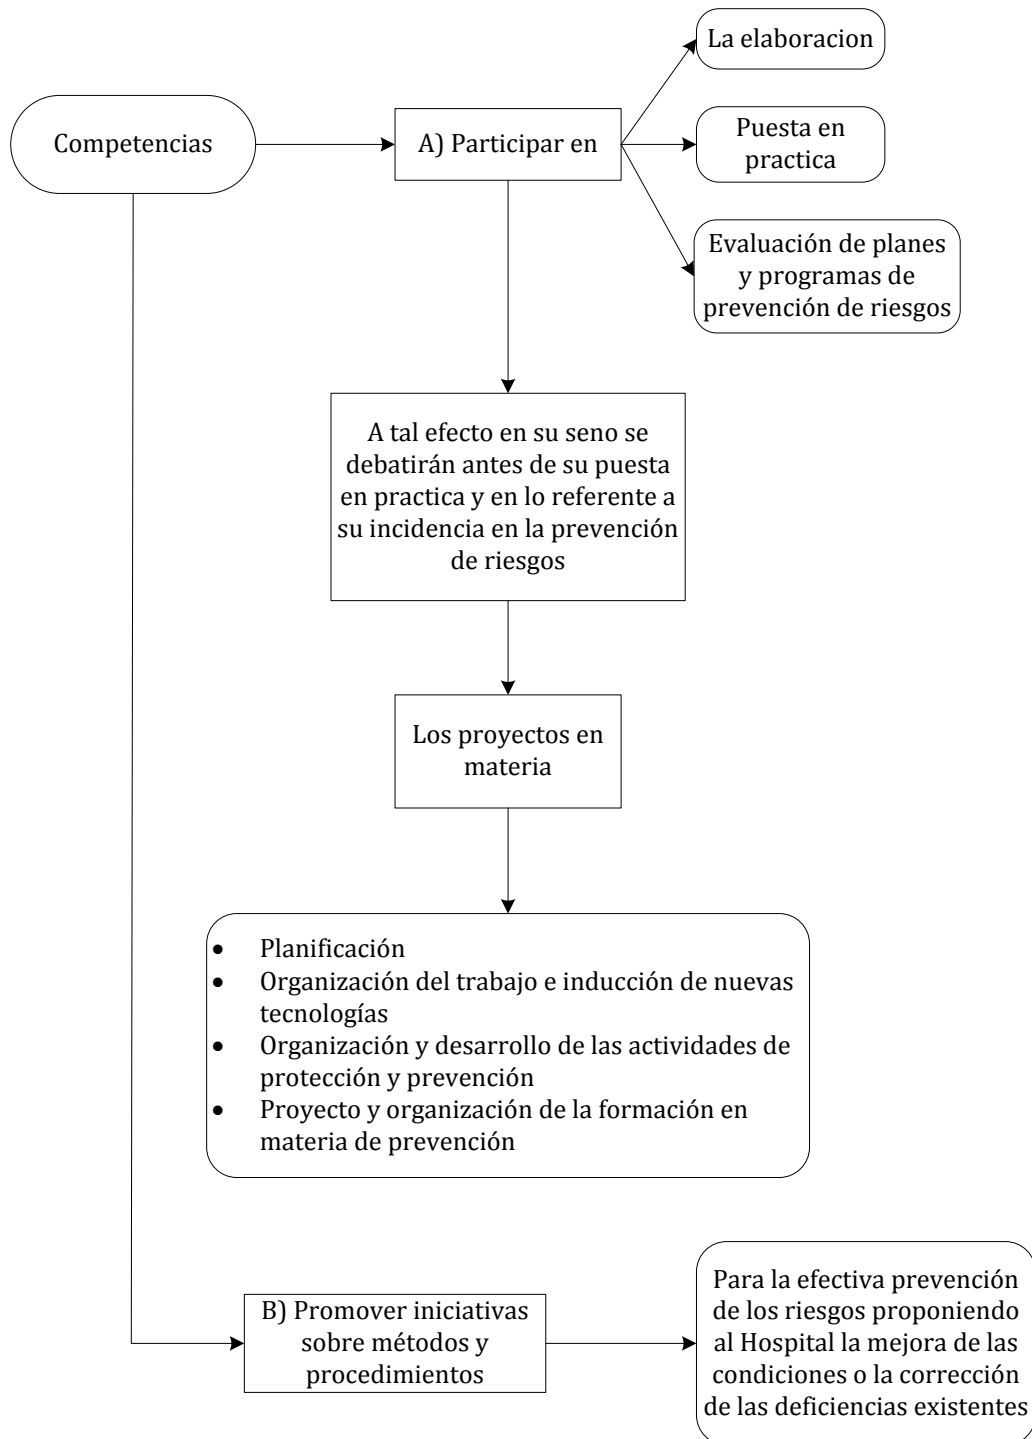 La elaboracion
Competencias
A) Participar en
Puesta en
practica
Evaluación de planes
y programas de
prevención de riesgos
A tal efecto en su seno se
debatirán antes de su puesta
en practica y en lo referente a
su incidencia en la prevención
de riesgos
Los proyectos en
materia
• Planificación
• Organización del trabajo e inducción de nuevas
tecnologías
• Organización y desarrollo de las actividades de
protección y prevención
• Proyecto y organización de la formación en
materia de prevención
B) Promover iniciativas
sobre métodos y
procedimientos
Para la efectiva prevención
de los riesgos proponiendo
al Hospital la mejora de las
condiciones o la corrección
de las deficiencias existentes